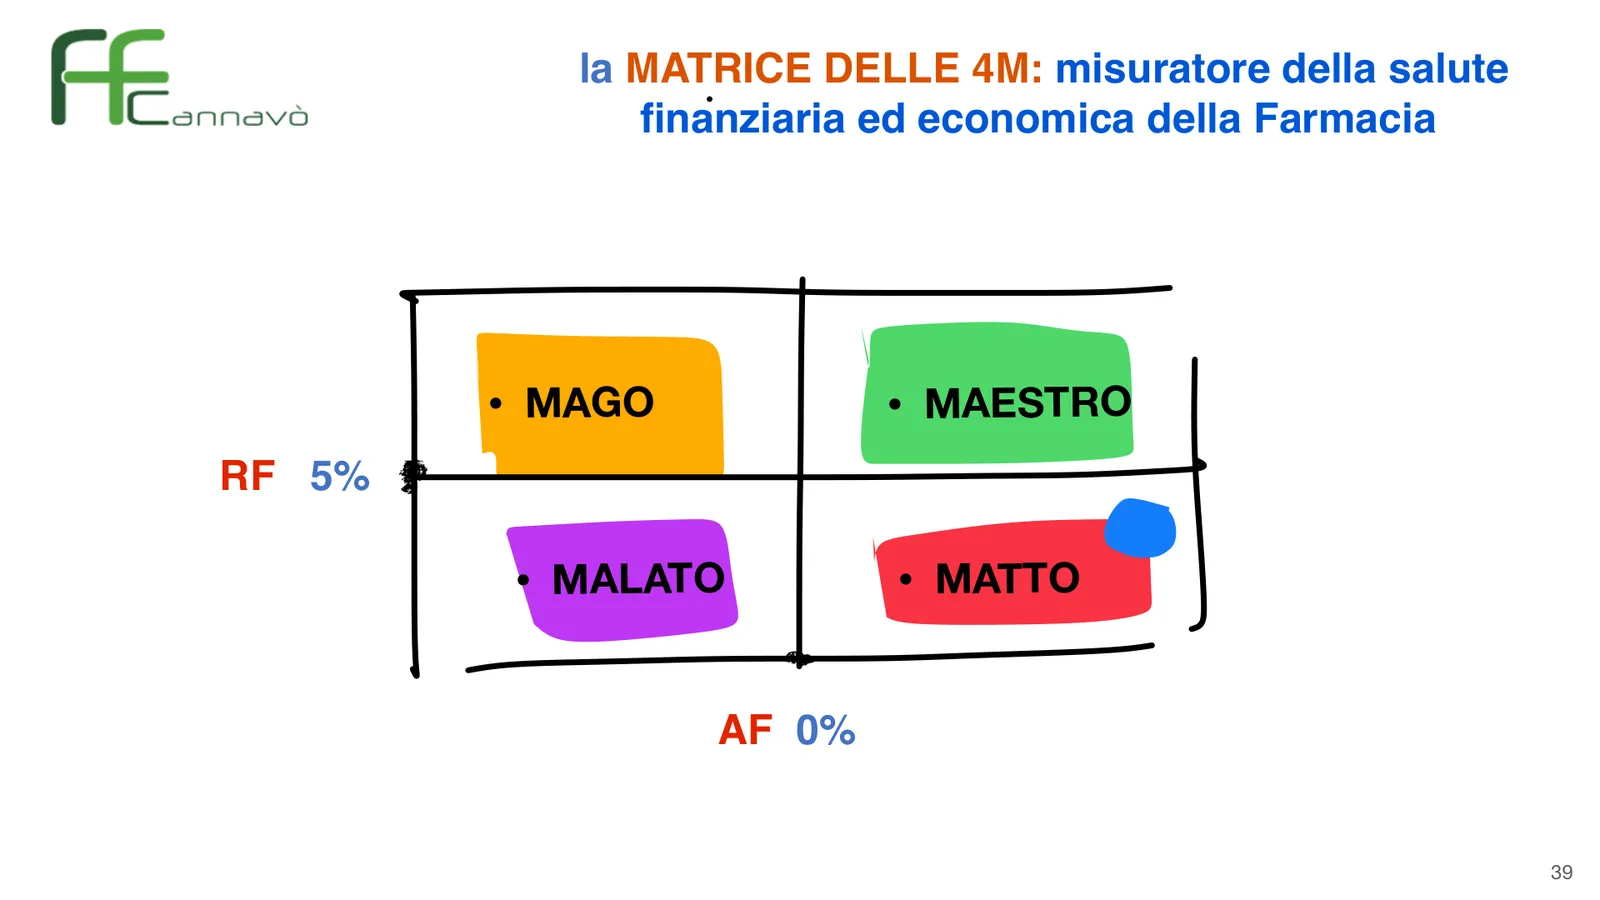 FFCannavò
la MATRICE DELLE 4M: misuratore della salute
finanziaria ed economica della Farmacia
• MAGO
• MAESTRO
RF 5%
• MALATO
• MATTO
AF 0%
39